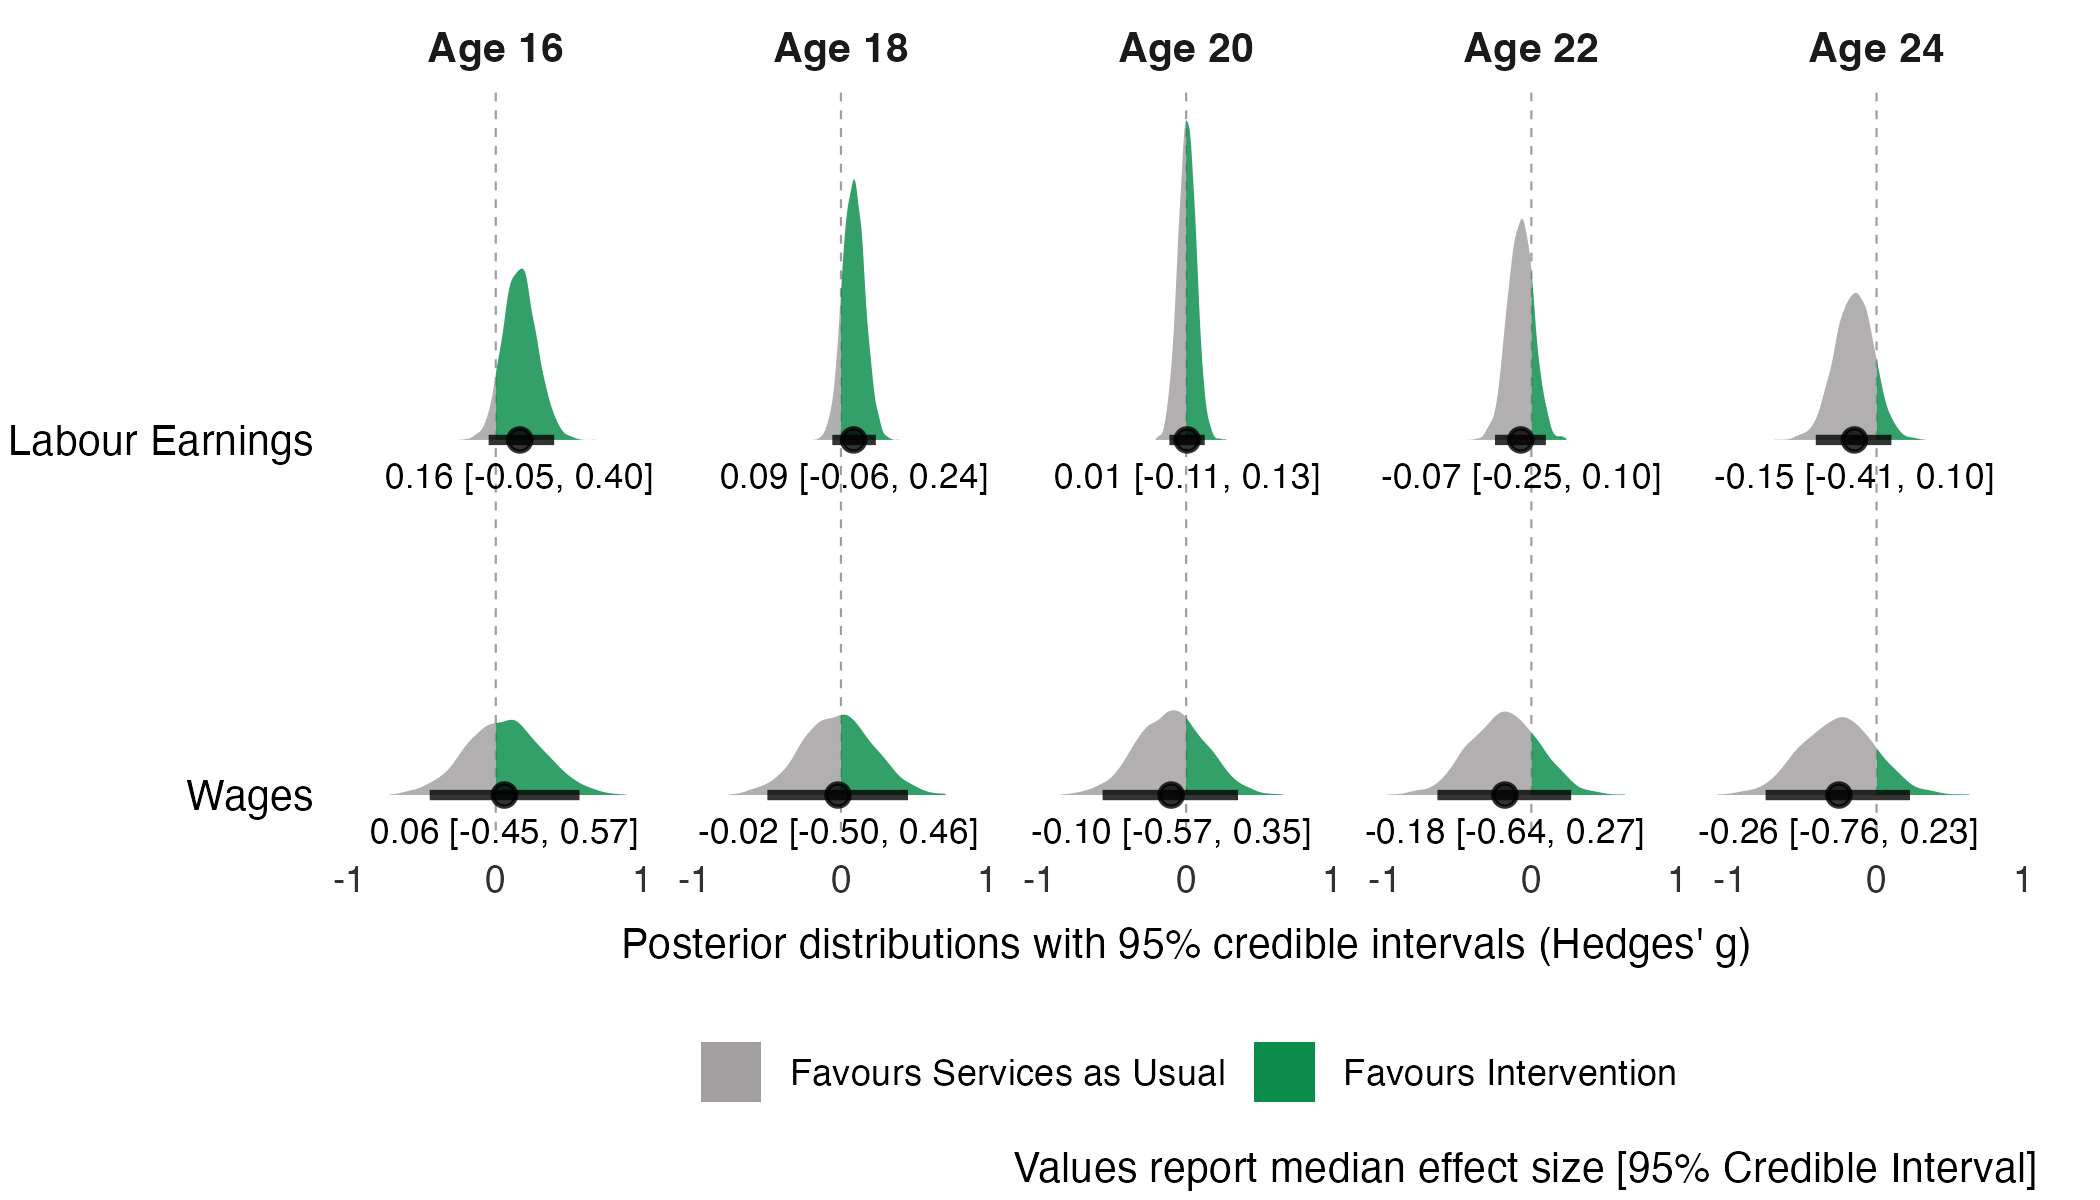 Age 16 Age 18 Age 20 Age 22 Age 24
Labour Earnings
0.16 [-0.05, 0.40] 0.09 [-0.06, 0.24] 0.01 [-0.11, 0.13] -0.07 [-0.25, 0.10] -0.15 [-0.41, 0.10]
Wages
0.06 [-0.45, 0.57] -0.02 [-0.50, 0.46] -0.10 [-0.57, 0.35] -0.18 [-0.64, 0.27] -0.26 [-0.76, 0.23]
-1 0 1 -1 0 1 -1 0 1 -1 0 1 -1 0 1
Posterior distributions with 95% credible intervals (Hedges' g)
Favours Services as Usual Favours Intervention
Values report median effect size [95% Credible Interval]